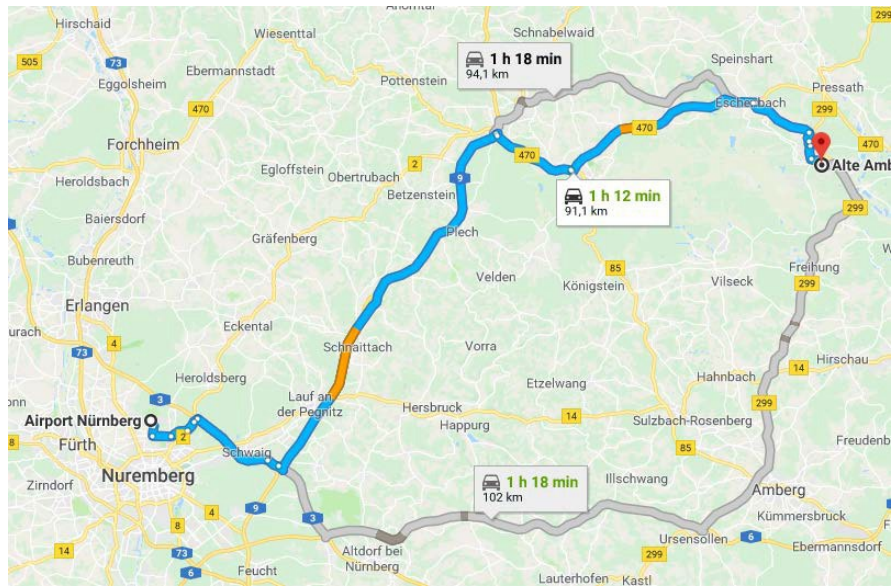 Hirschaid
Wiesenttal
Schnabelwaid
299
73
505
Ebermannstadt
1 h 18 min
94,1 km
Speinshart
Eggolsheim
Pottenstein
Pressath
470
Eschenbach
299
Forchheim
470
470
470
2
Alte Amb
Egloffstein
Obertrubach
9
1 h 12 min
91,1 km
Heroldsbach
Betzenstein
299
Baiersdorf
Gräfenberg
Plech
Bubenreuth
Velden
85
Freihung
Vilseck
299
Erlangen
Königstein
4
Eckental
Schnaittach
Vorra
73
Hirschau
14
3
Heroldsberg
Etzelwang
Hahnbach
Lauf an
der Pegnitz
Hersbruck
14
299
Airport Nürnberg
2
Happurg
Sulzbach-Rosenberg
8
Fürth
Schwaig
85
Freudenb
Nuremberg
1 h 18 min
102 km
Illschwang
Zirndorf
Amberg
9
3
Kümmersbruck
8
4
Ursensollen
6
14
73
Altdorf bei
Nürnberg
299
Ebermannsdorf
6
Feucht
Lauterhofen
Kastl